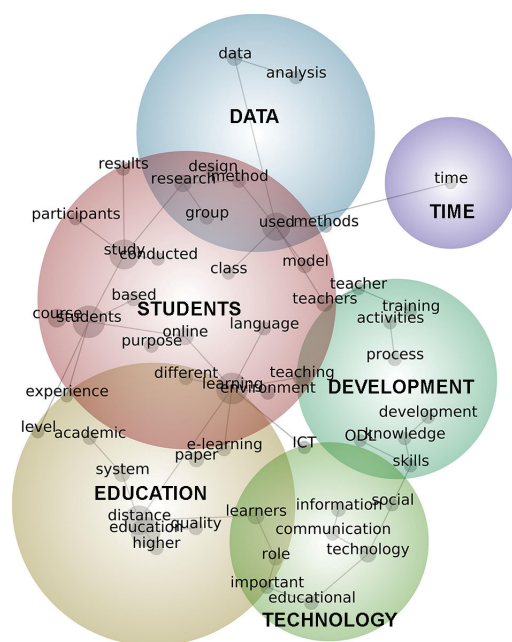 data
analysis
DATA
results
design
method
research
time
participants
group
TIME
used
methods
study
conducted
class
model
teacher
based
teachers
training
course
students
STUDENTS
activities
online
language
purpose
process
different
teaching
learning
environment
DEVELOPMENT
experience
development
level
academic
e-learning
ICT
ODL
knowledge
paper
skills
system
EDUCATION
social
distance
learners
information
education
quality
communication
higher
role
technology
important
educational
TECHNOLOGY